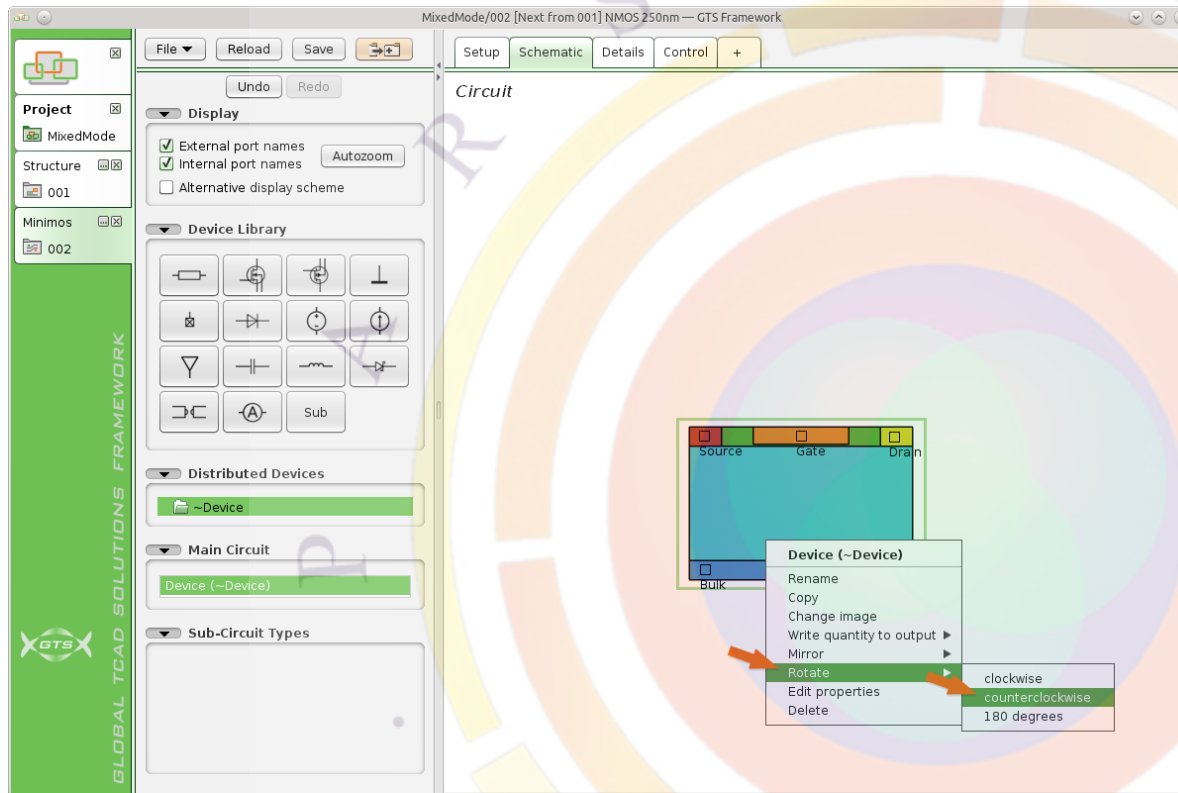 MixedMode/002 [Next from 001] NMOS 250nm — GTS Framework
File Reload Save
Setup Schematic Details Control +
Project
MixedMode
Structure
001
Minimos
002
Undo Redo
Display
External port names
Internal port names
Autozoom
Alternative display scheme
Device Library
A
Sub
Distributed Devices
~Device
Main Circuit
Device (~Device)
Sub-Circuit Types
GTS
GLOBAL TCAD SOLUTIONS FRAMEWORK
Circuit
Source Gate Drain
Bulk
Device (~Device)
Rename
Copy
Change image
Write quantity to output
Mirror
Rotate
Edit properties
Delete
clockwise
counterclockwise
180 degrees
P A R S